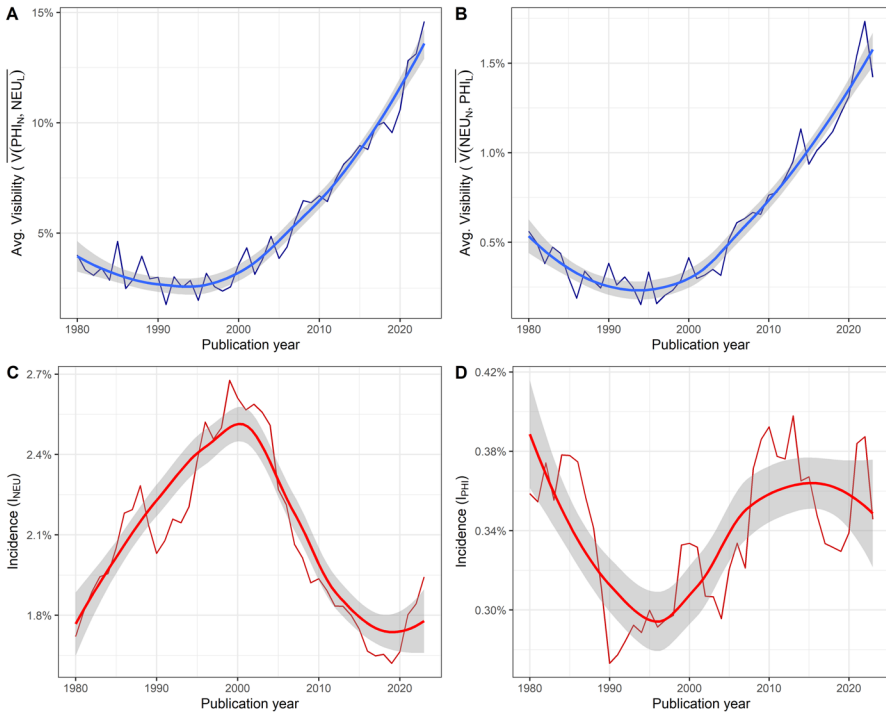 A
Avg. Visibility ( V(PHI_N, NEU_L)
15%
10%
5%
1980 1990 2000 2010 2020
Publication year
B
Avg. Visibility ( V(NEU_N, PHI_L)
1.5%
1.0%
0.5%
1980 1990 2000 2010 2020
Publication year
C
Incidence (I_NEU)
2.7%
2.4%
2.1%
1.8%
1980 1990 2000 2010 2020
Publication year
D
Incidence (I_PHI)
0.42%
0.38%
0.34%
0.30%
1980 1990 2000 2010 2020
Publication year